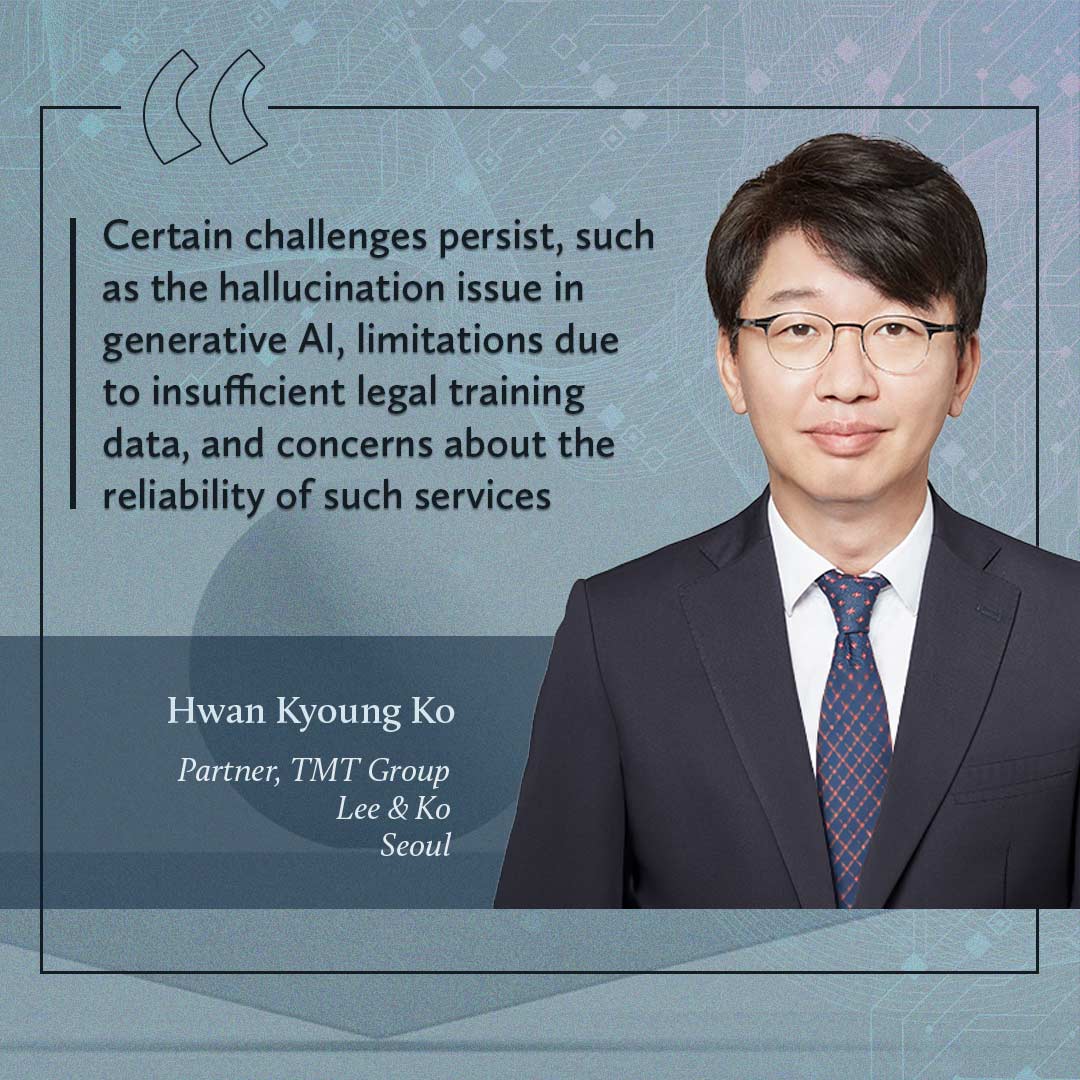 Certain challenges persist, such
as the hallucination issue in
generative AI, limitations due
to insufficient legal training
data, and concerns about the
reliability of such services
Hwan Kyoung Ko
Partner, TMT Group
Lee & Ko
Seoul